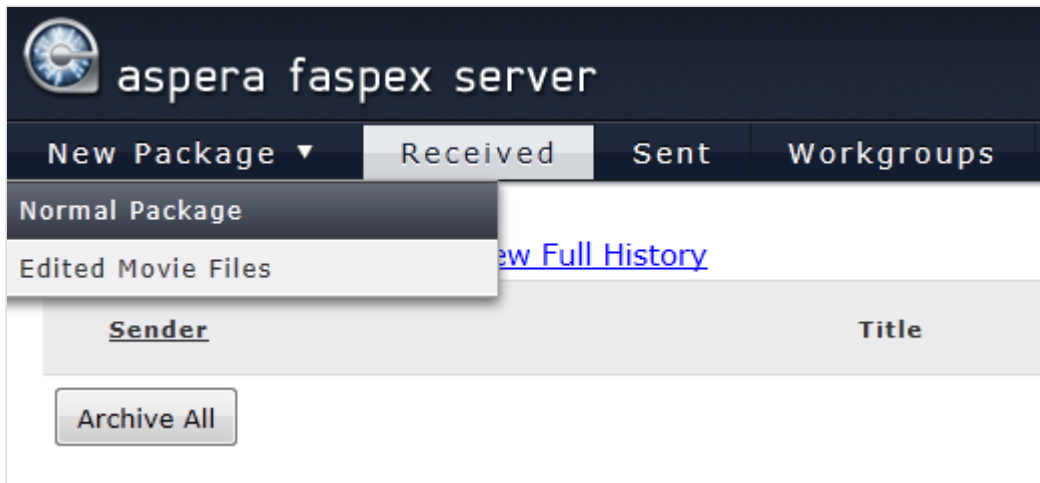 aspera faspex server
New Package ▼ Received Sent Workgroups
Normal Package
Edited Movie Files
Full History
Sender Title
Archive All